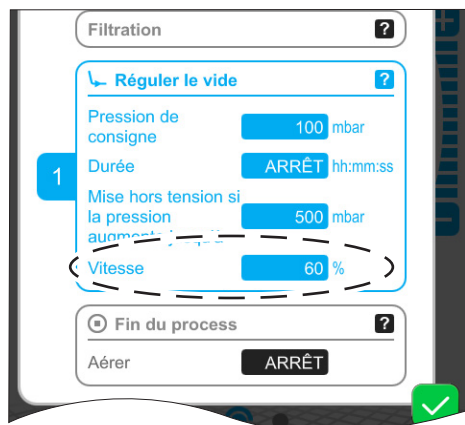 Filtration ?
Réguler le vide ?
Pression de
consigne 100 mbar
1
Durée ARRÊT hh:mm:ss
Mise hors tension si
la pression 500 mbar
Vitesse 60 %
Fin du process ?
Aérer ARRÊT